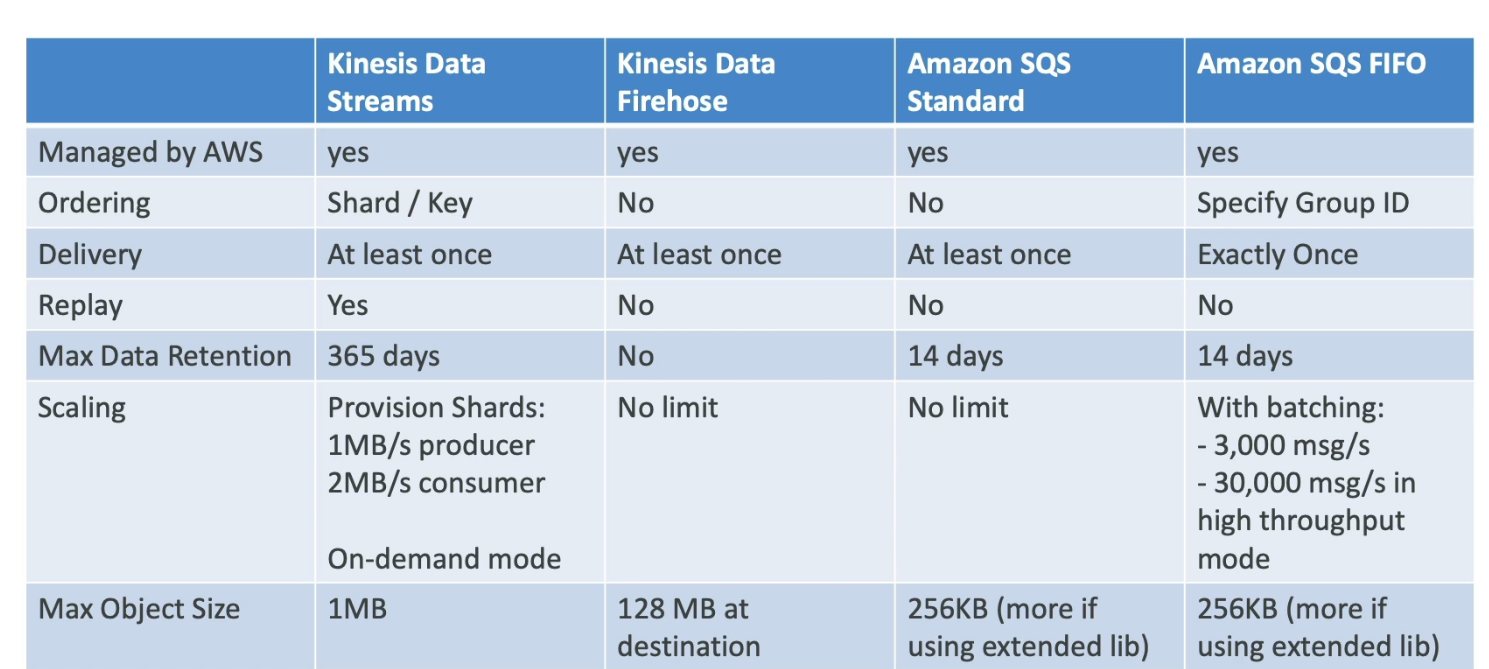 Kinesis Data Streams | Kinesis Data Firehose | Amazon SQS Standard | Amazon SQS FIFO
Managed by AWS | yes | yes | yes | yes
Ordering | Shard / Key | No | No | Specify Group ID
Delivery | At least once | At least once | At least once | Exactly Once
Replay | Yes | No | No | No
Max Data Retention | 365 days | No | 14 days | 14 days
Scaling | Provision Shards: | No limit | No limit | With batching:
1MB/s producer | - 3,000 msg/s
2MB/s consumer | - 30,000 msg/s in
high throughput
On-demand mode | mode
Max Object Size | 1MB | 128 MB at | 256KB (more if | 256KB (more if
destination | using extended lib) | using extended lib)